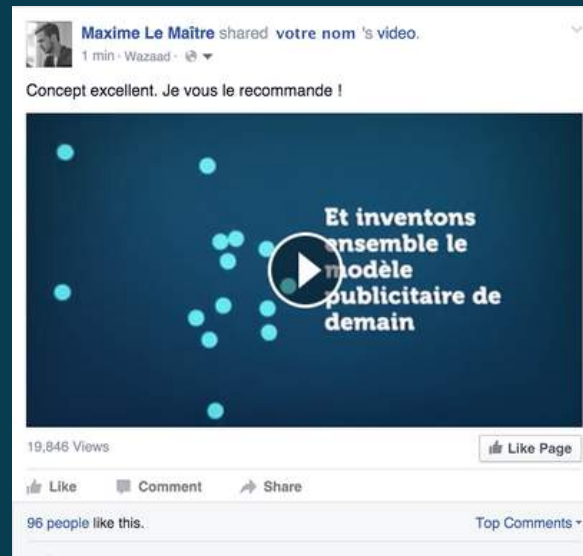 Maxime Le Maître shared votre nom 's video.
1 min · Wazaad ·
Concept excellent. Je vous le recommande !
Et inventons
ensemble le
modèle
publicitaire de
demain
19,846 Views
Like Page
Like Comment Share
96 people like this.
Top Comments